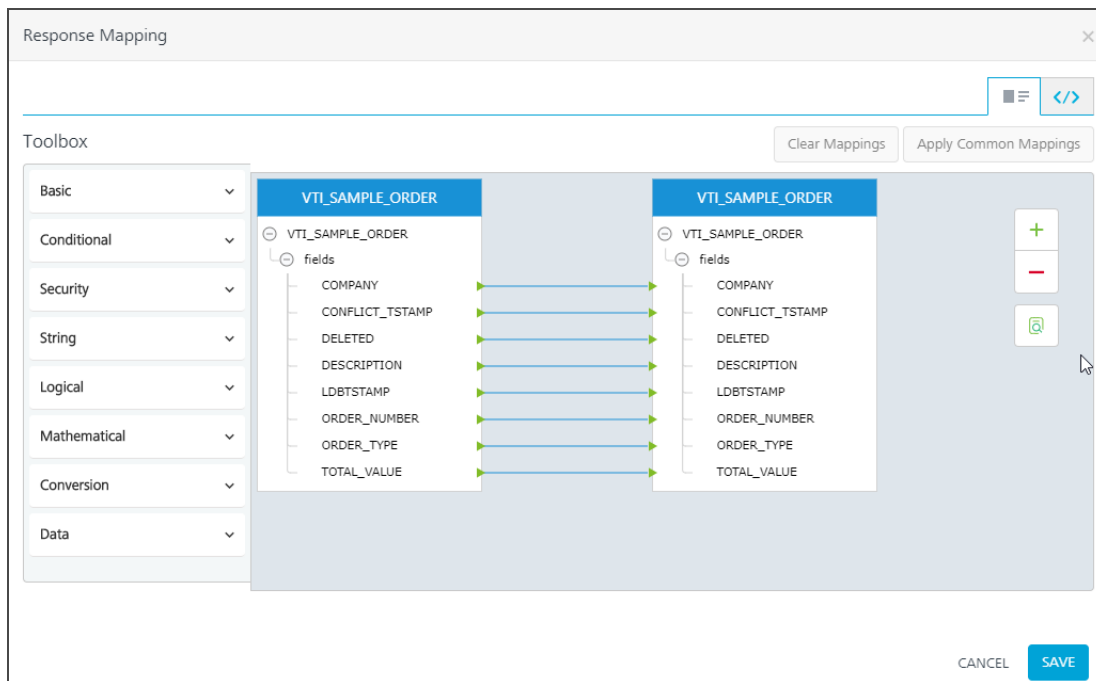 Response Mapping
</>
Toolbox
Clear Mappings
Apply Common Mappings
Basic
Conditional
Security
String
Logical
Mathematical
Conversion
Data
VTI_SAMPLE_ORDER
VTI_SAMPLE_ORDER
fields
COMPANY
CONFLICT_TSTAMP
DELETED
DESCRIPTION
LDBTSTAMP
ORDER_NUMBER
ORDER_TYPE
TOTAL_VALUE
VTI_SAMPLE_ORDER
VTI_SAMPLE_ORDER
fields
COMPANY
CONFLICT_TSTAMP
DELETED
DESCRIPTION
LDBTSTAMP
ORDER_NUMBER
ORDER_TYPE
TOTAL_VALUE
CANCEL
SAVE